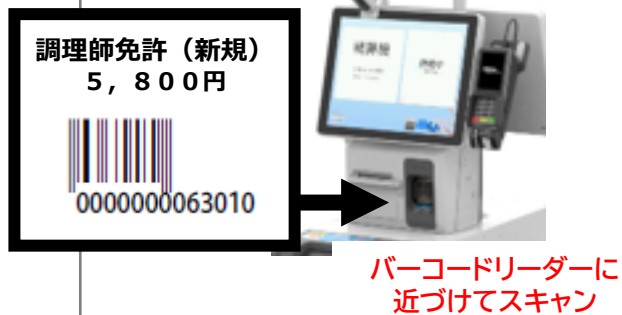 調理師免許（新規）
５，８００円
0000000063010
バーコードリーダーに
近づけてスキャン